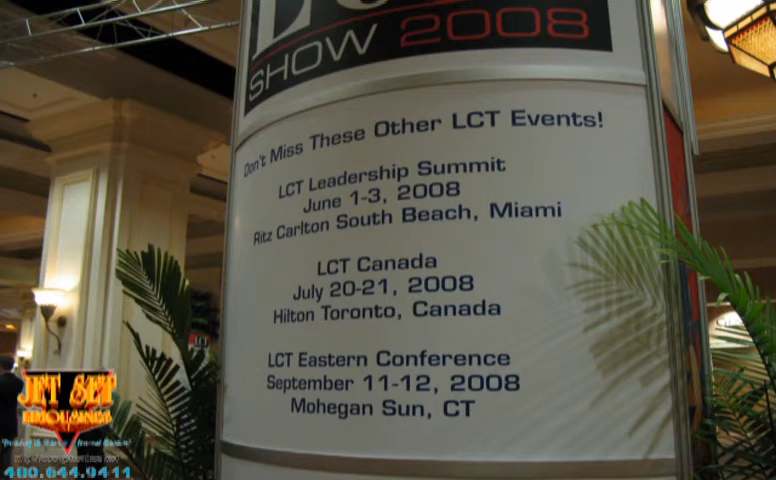 SHOW 2008
Don't Miss These Other LCT Events!
LCT Leadership Summit
June 1-3, 2008
Ritz Carlton South Beach, Miami
LCT Canada
July 20-21, 2008
Hilton Toronto, Canada
LCT Eastern Conference
September 11-12, 2008
Mohegan Sun, CT
JET SET
LIMOUSINES
480.644.9411